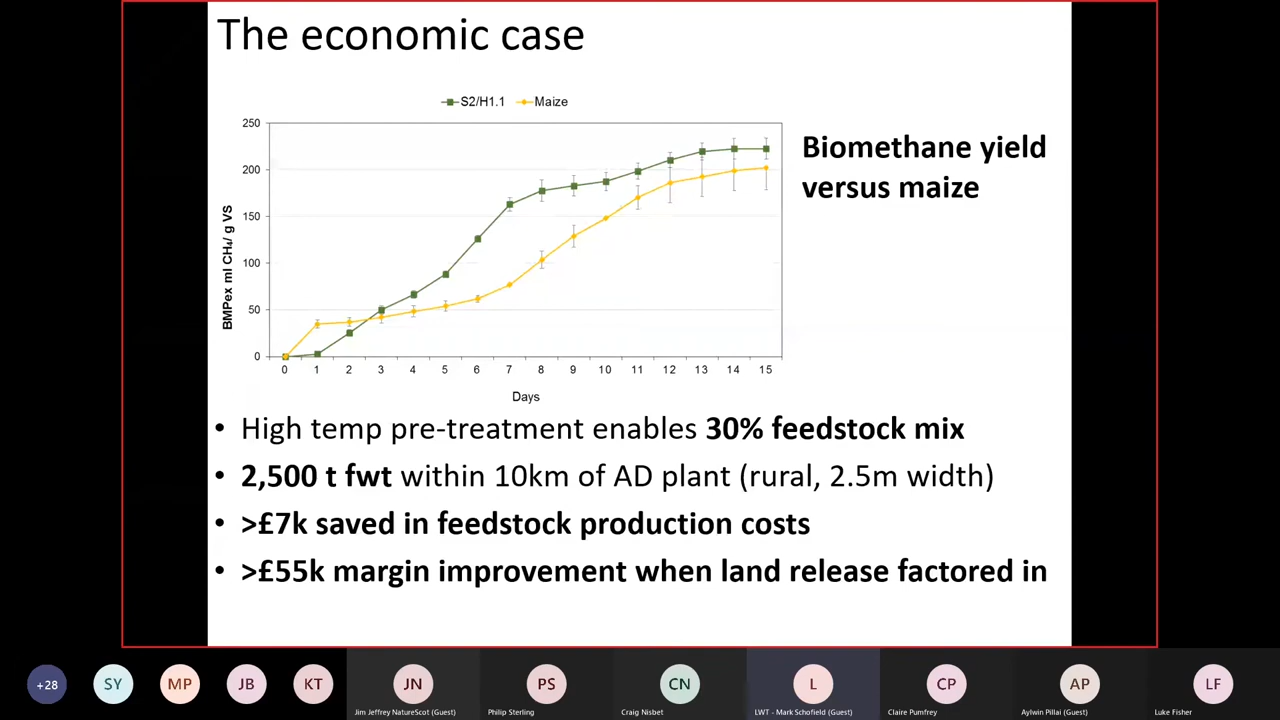 The economic case
S2/H1.1 Maize
250
200
150
100
50
0
BMPex ml CH₄/ g VS
0 1 2 3 4 5 6 7 8 9 10 11 12 13 14 15
Days
Biomethane yield
versus maize
• High temp pre-treatment enables 30% feedstock mix
• 2,500 t fwt within 10km of AD plant (rural, 2.5m width)
• >£7k saved in feedstock production costs
• >£55k margin improvement when land release factored in
+28 SY MP JB KT JN PS CN L CP AP LF
Jim Jeffrey NatureScot (Guest) Philip Sterling Craig Nisbet LWT - Mark Schofield (Guest) Claire Pumfrey Aylwin Pillai (Guest) Luke Fisher